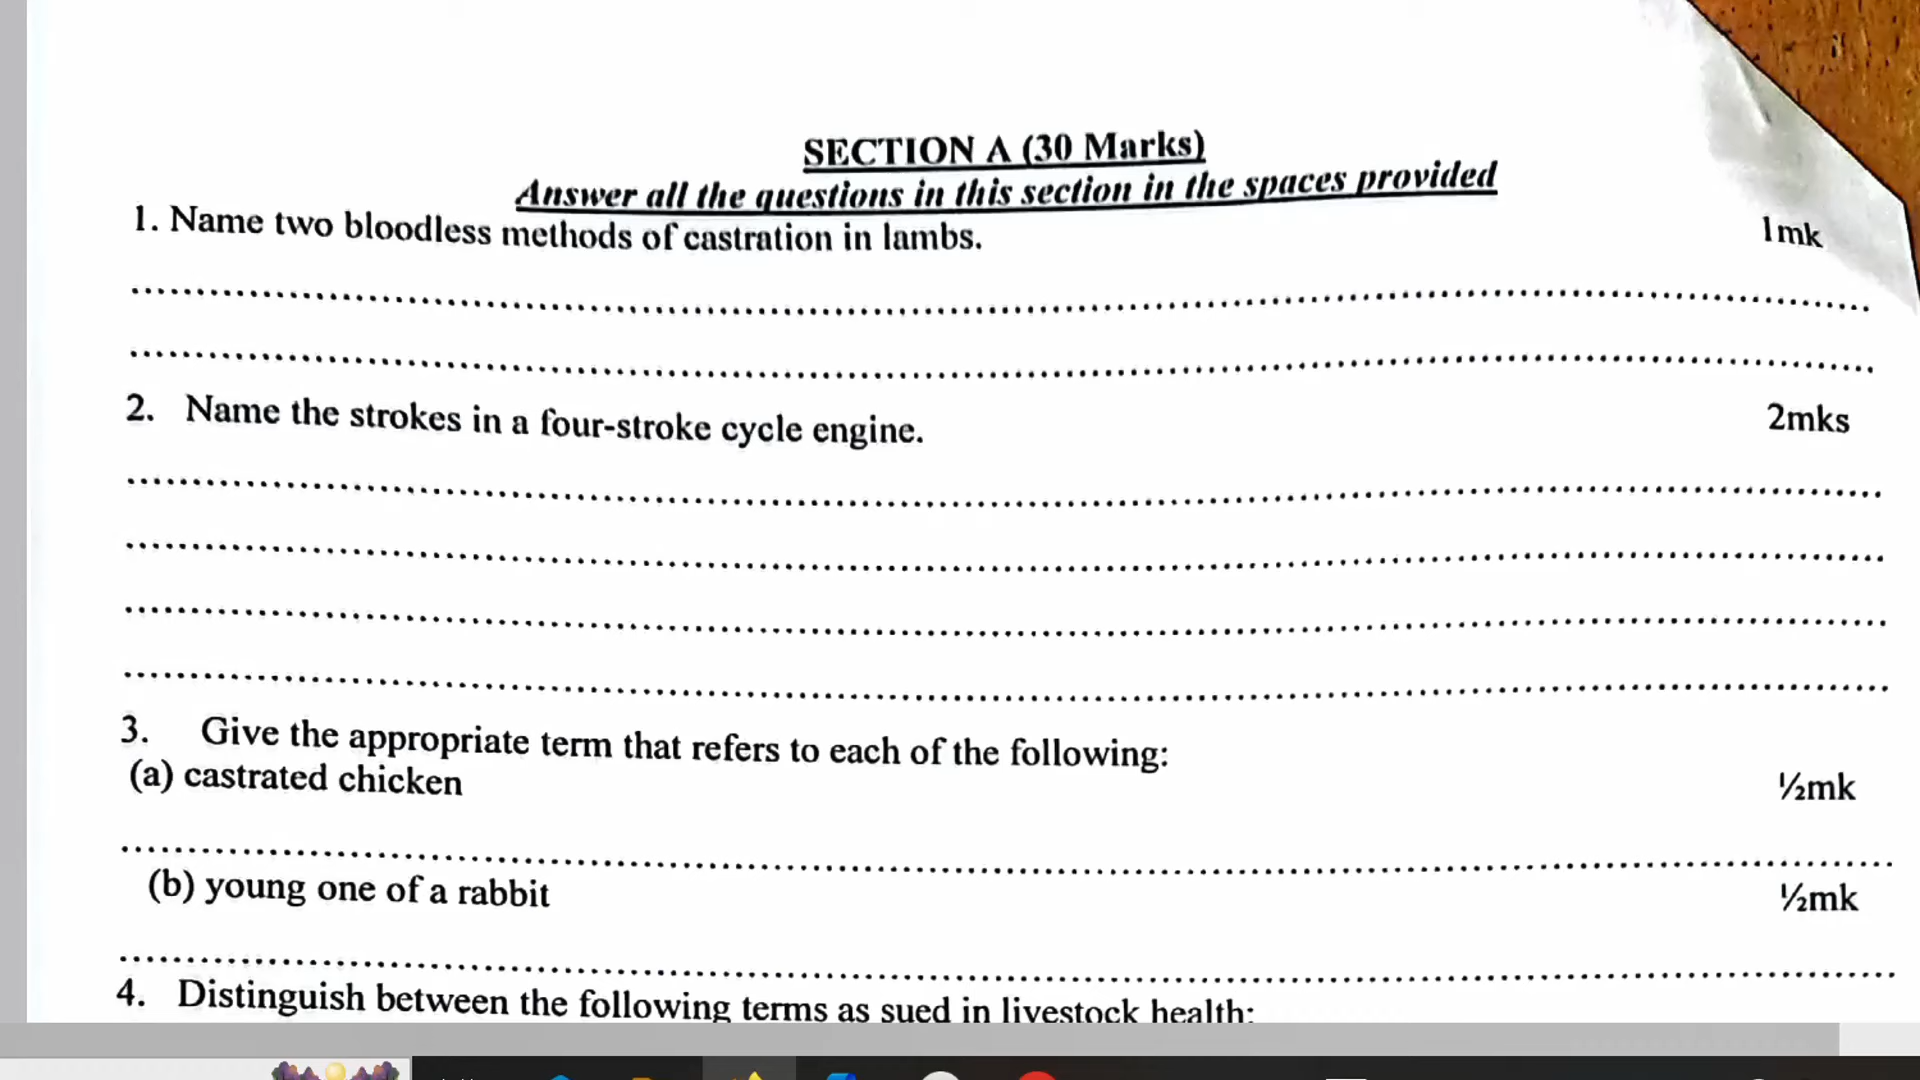 SECTION A (30 Marks)
Answer all the questions in this section in the spaces provided
1. Name two bloodless methods of castration in lambs. 1mk
2. Name the strokes in a four-stroke cycle engine. 2mks
3. Give the appropriate term that refers to each of the following:
(a) castrated chicken ½mk
(b) young one of a rabbit ½mk
4. Distinguish between the following terms as sued in livestock health: